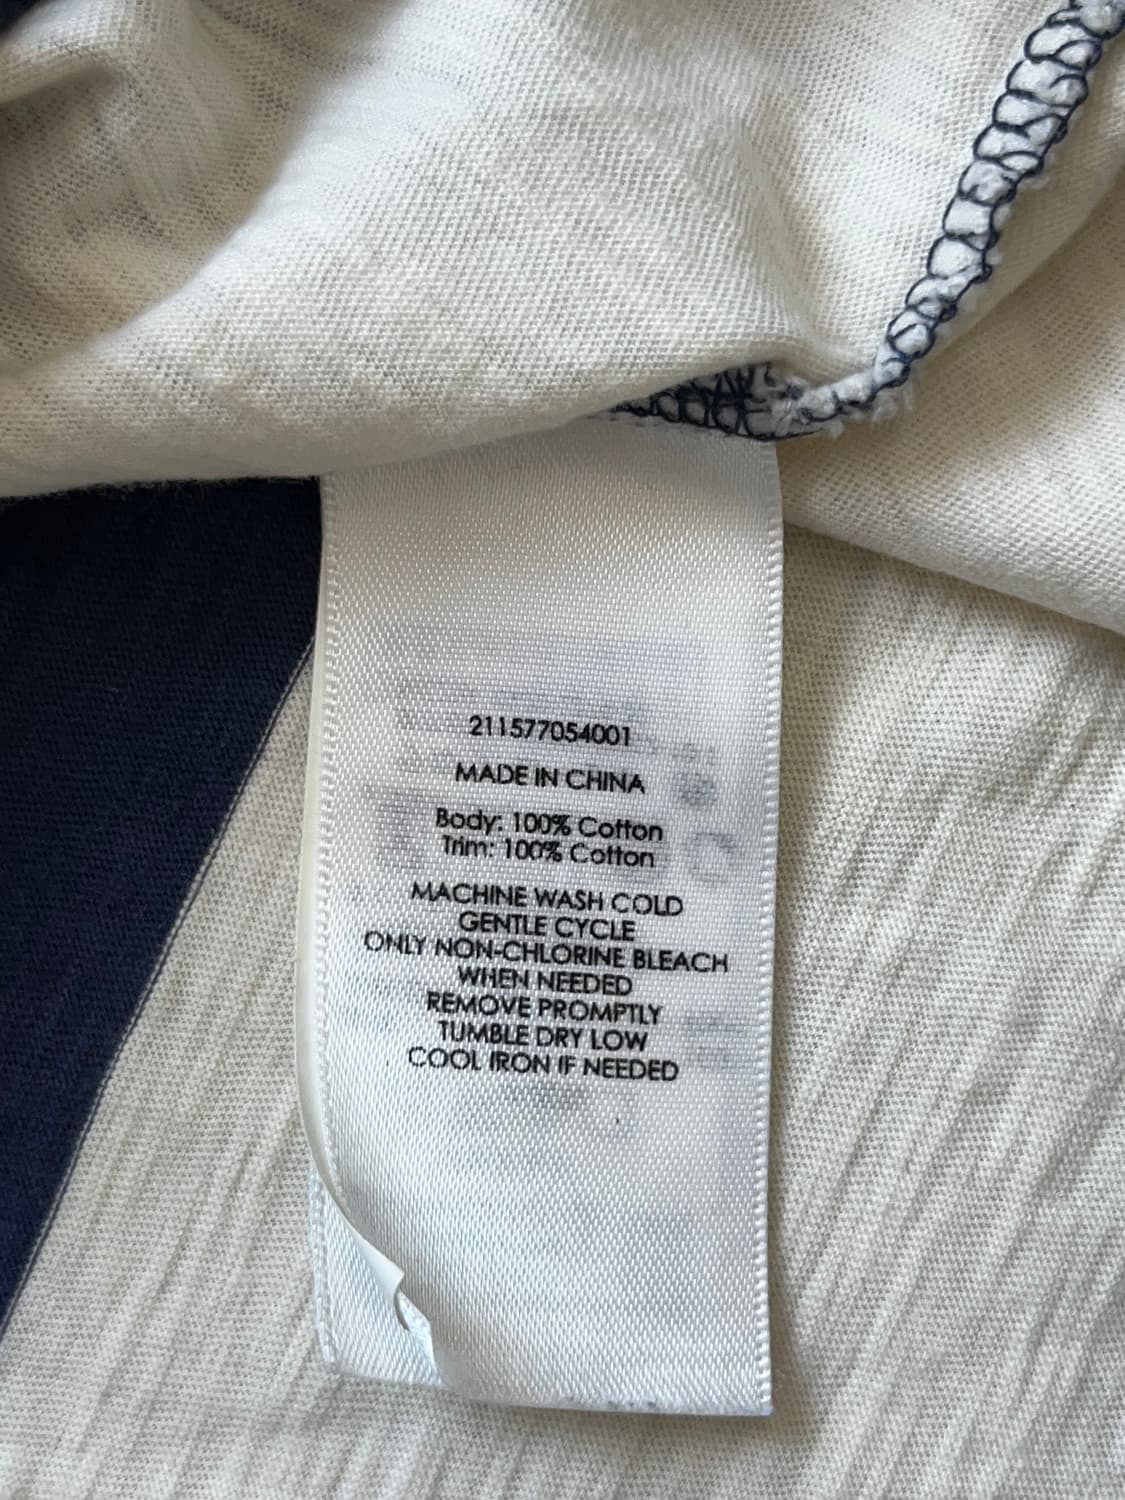 211577054001
MADE IN CHINA
Body: 100% Cotton
Trim: 100% Cotton
MACHINE WASH COLD
GENTLE CYCLE
ONLY NON-CHLORINE BLEACH
WHEN NEEDED
REMOVE PROMPTLY
TUMBLE DRY LOW
COOL IRON IF NEEDED